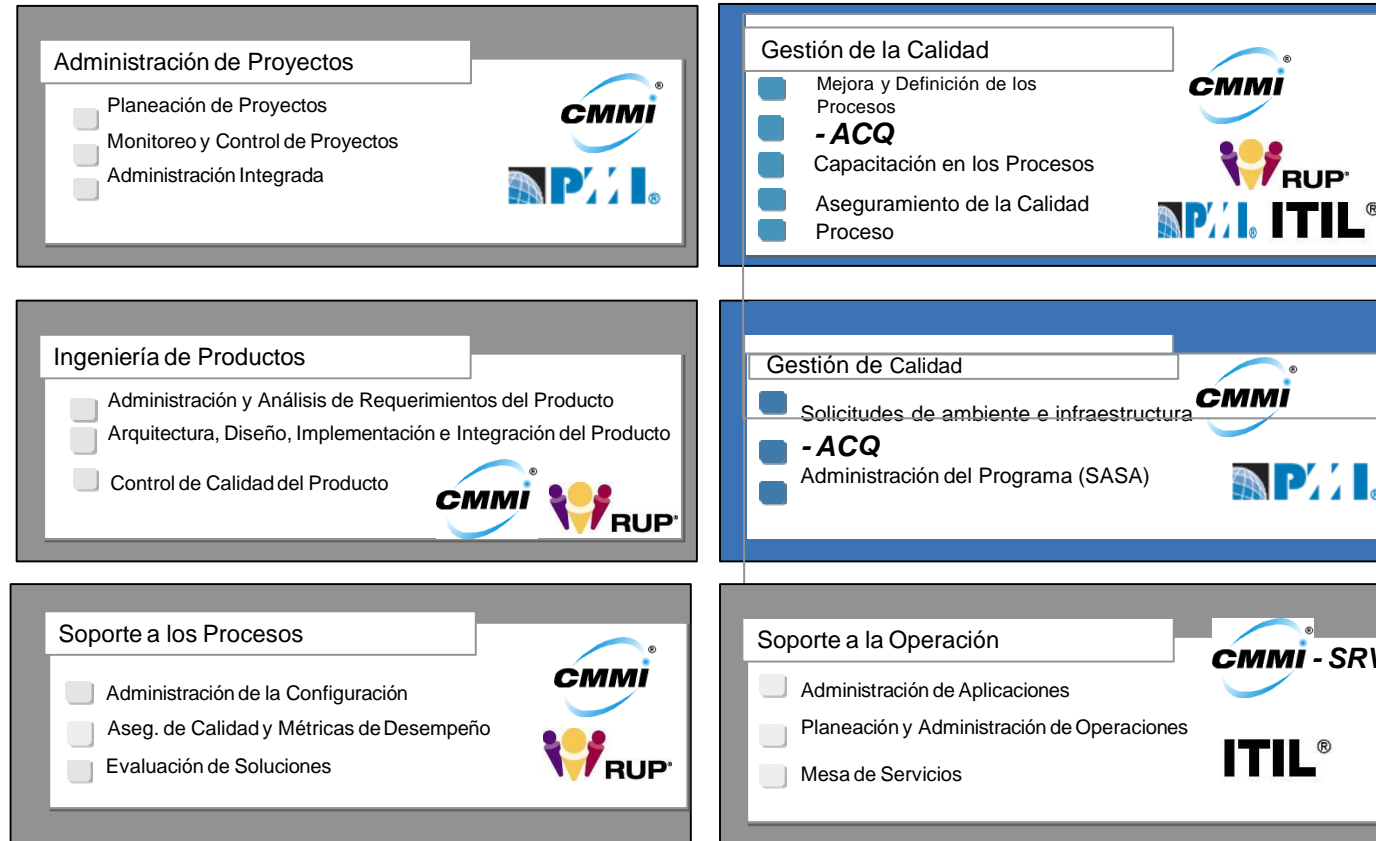 Administración de Proyectos
Planeación de Proyectos
Monitoreo y Control de Proyectos
Administración Integrada
CMMI®
PMI®
Gestión de la Calidad
Mejora y Definición de los
Procesos
- ACQ
Capacitación en los Procesos
Aseguramiento de la Calidad
Proceso
CMMI®
RUP®
PMI® ITIL®
Ingeniería de Productos
Administración y Análisis de Requerimientos del Producto
Arquitectura, Diseño, Implementación e Integración del Producto
Control de Calidad del Producto
CMMI®
RUP®
Gestión de Calidad
Solicitudes de ambiente e infraestructura
- ACQ
Administración del Programa (SASA)
CMMI®
PMI®
Soporte a los Procesos
Administración de la Configuración
Aseg. de Calidad y Métricas de Desempeño
Evaluación de Soluciones
CMMI®
RUP®
Soporte a la Operación
Administración de Aplicaciones
Planeación y Administración de Operaciones
Mesa de Servicios
CMMI® - SRV
ITIL®